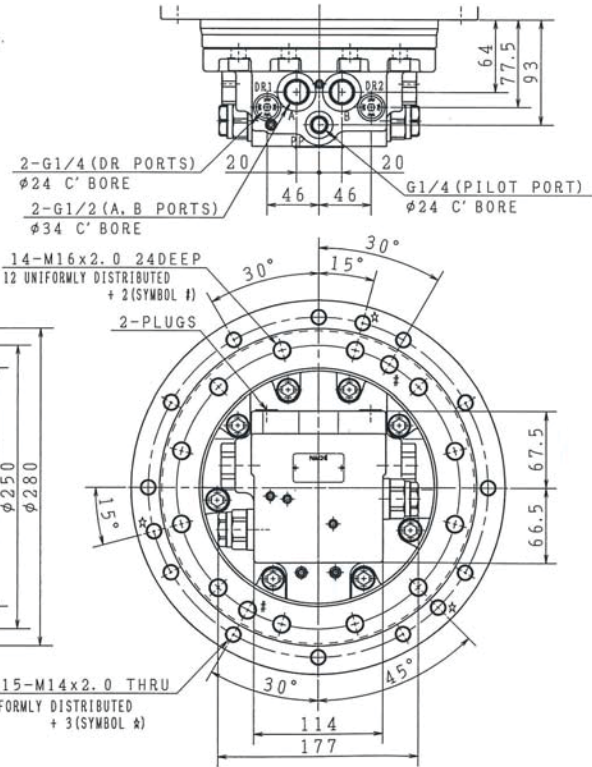 64
77.5
93
DR1
DR2
A
B
P
2-G1/4(DR PORTS)
φ24 C'BORE
20
20
46
46
G1/4(PILOT PORT)
φ24 C'BORE
2-G1/2(A,B PORTS)
φ34 C'BORE
14-M16x2.0 24DEEP
12 UNIFORMLY DISTRIBUTED
+ 2(SYMBOL ‡)
2-PLUGS
30°
15°
30°
☆
‡
NACHI
φ250
φ280
67.5
66.5
15°
☆
‡
☆
15-M14x2.0 THRU
FORMLY DISTRIBUTED
+ 3(SYMBOL ☆)
30°
45°
114
177